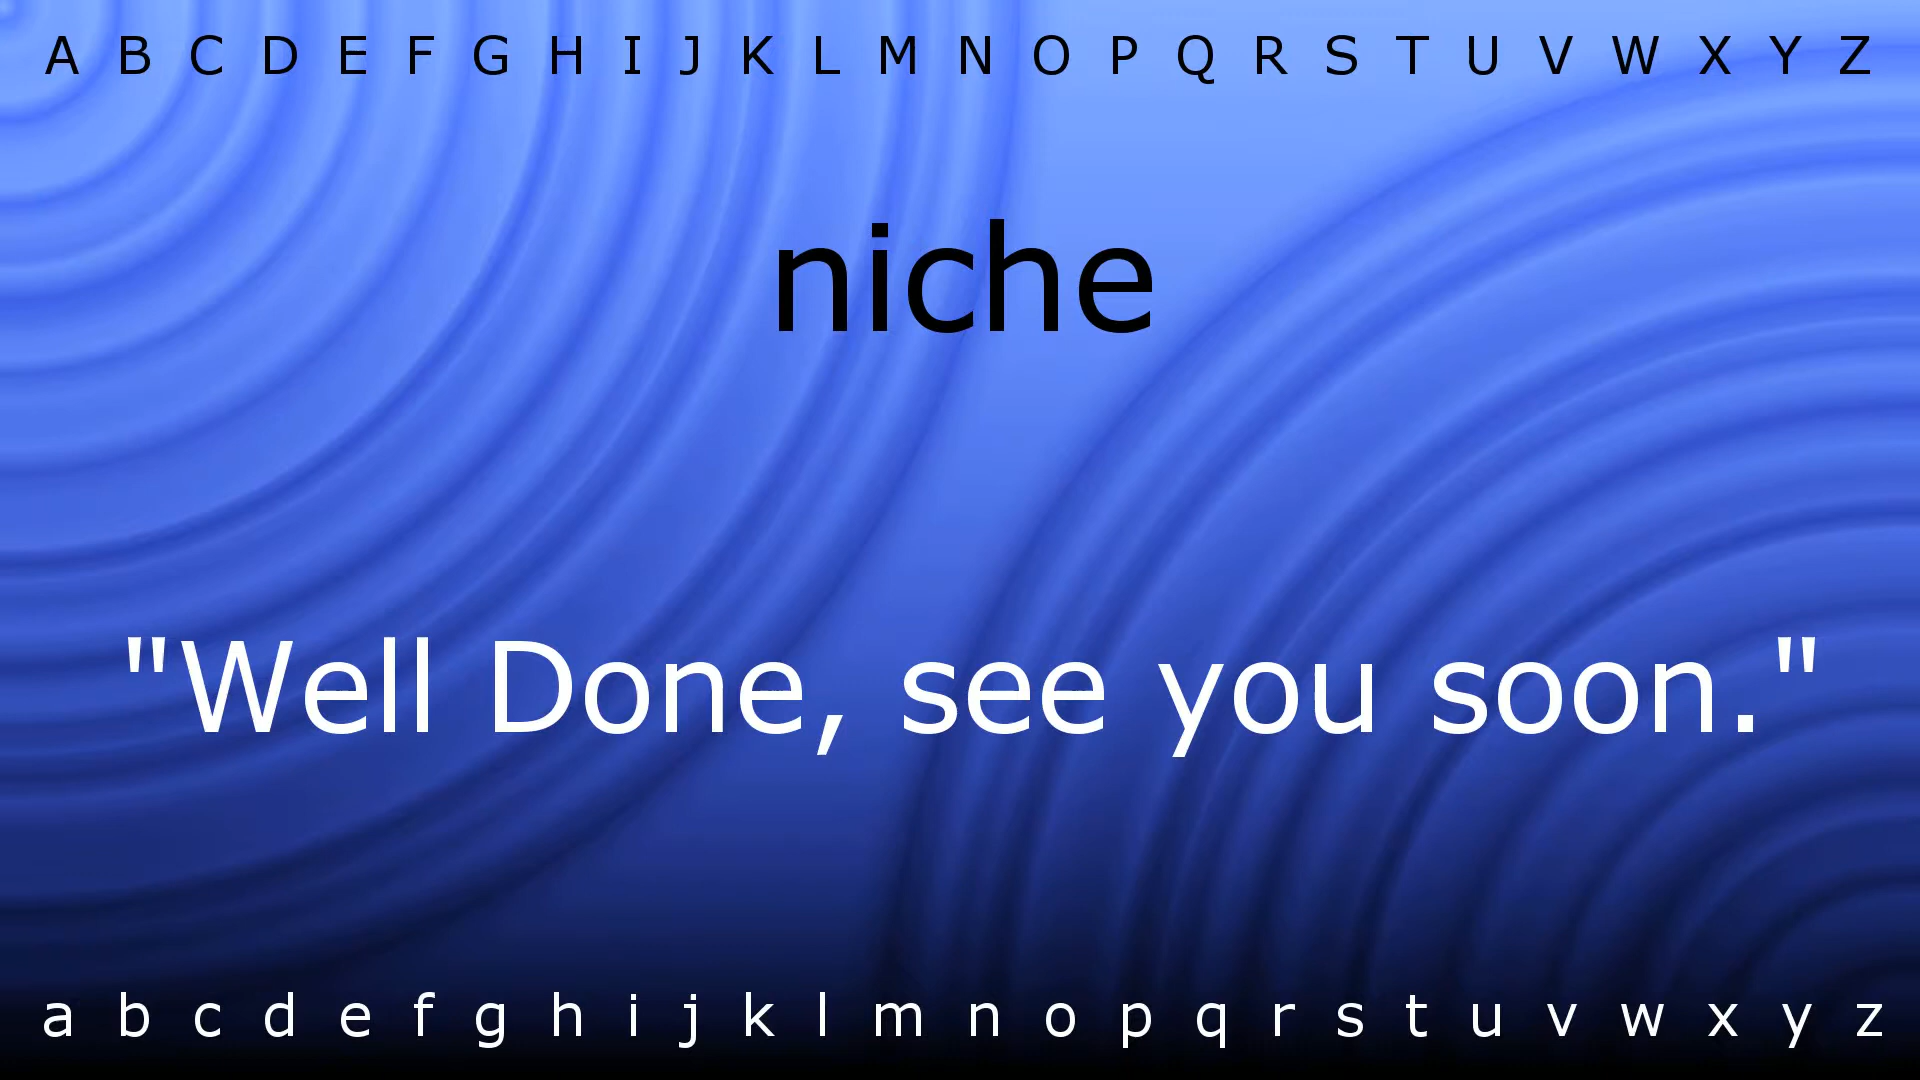 A B C D E F G H I J K L M N O P Q R S T U V W X Y Z
niche
"Well Done, see you soon."
a b c d e f g h i j k l m n o p q r s t u v w x y z